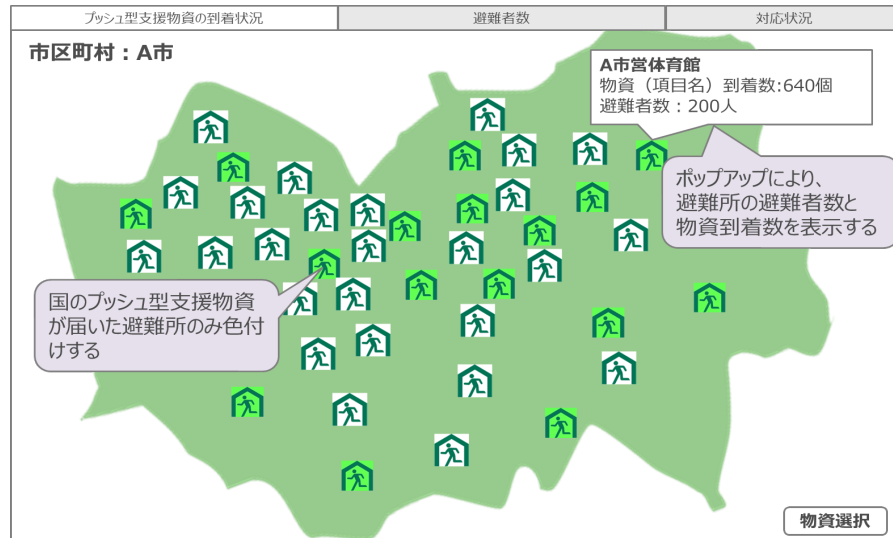 プッシュ型支援物資の到着状況
避難者数
対応状況
市区町村：A市
A市営体育館
物資（項目名）到着数:640個
避難者数：200人
ポップアップにより、
避難所の避難者数と
物資到着数を表示する
国のプッシュ型支援物資
が届いた避難所のみ色付
けする
物資選択